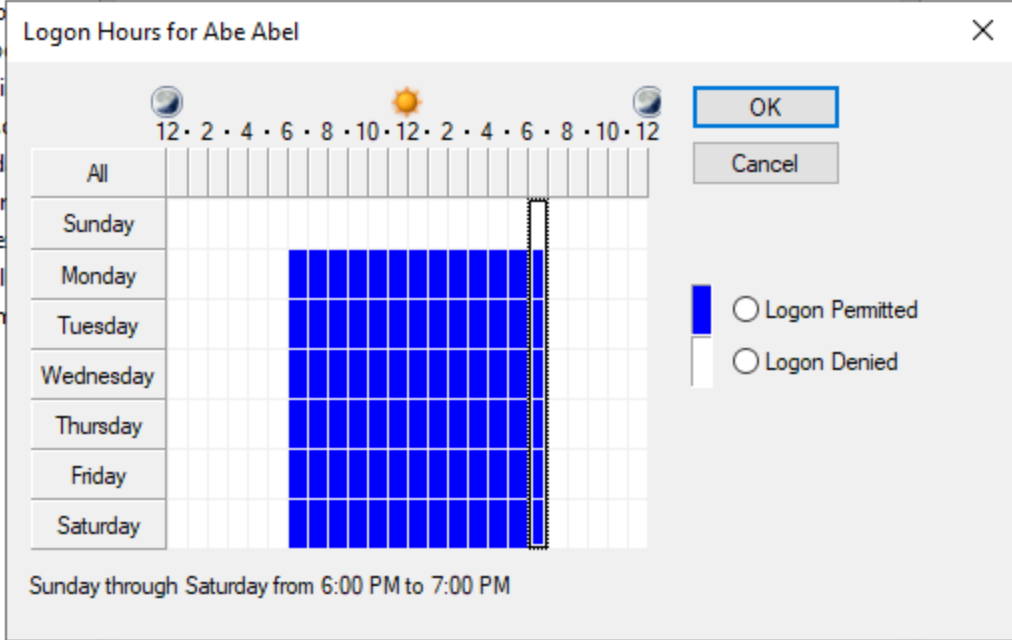 Logon Hours for Abe Abel
12 · 2 · 4 · 6 · 8 · 10 · 12 · 2 · 4 · 6 · 8 · 10 · 12
OK
Cancel
All
Sunday
Monday
Tuesday
Wednesday
Thursday
Friday
Saturday
Logon Permitted
Logon Denied
Sunday through Saturday from 6:00 PM to 7:00 PM